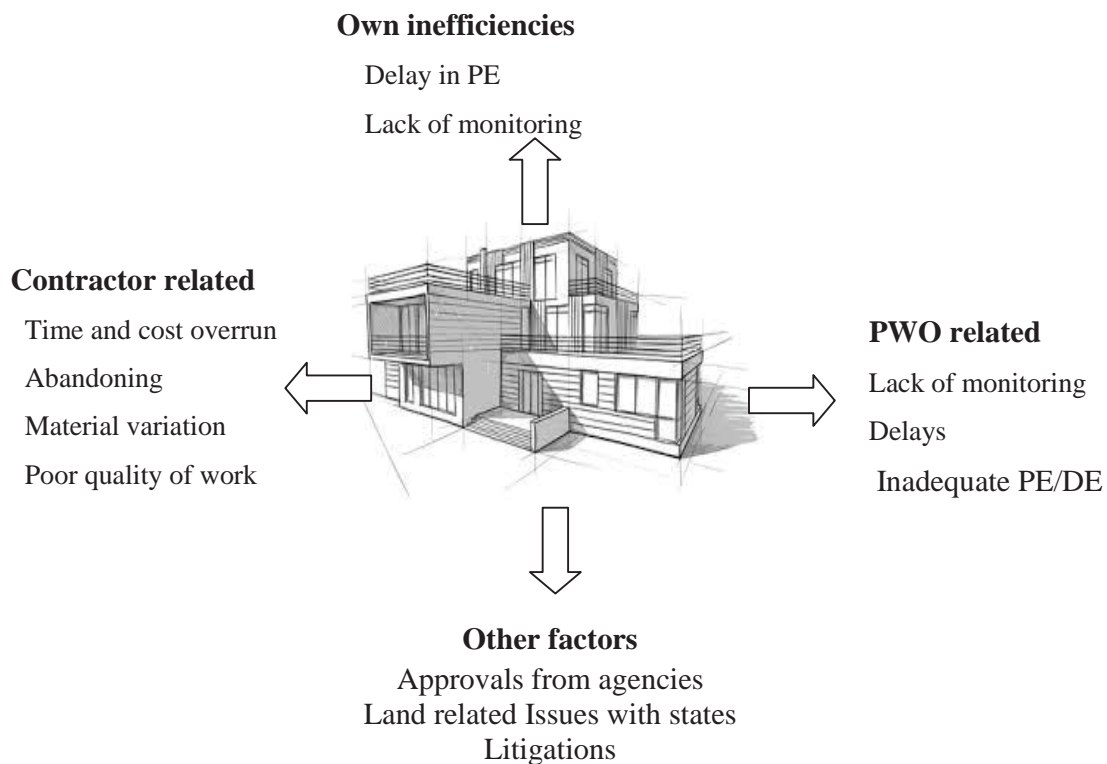 Own inefficiencies
Delay in PE
Lack of monitoring
Contractor related
Time and cost overrun
Abandoning
Material variation
Poor quality of work
PWO related
Lack of monitoring
Delays
Inadequate PE/DE
Other factors
Approvals from agencies
Land related Issues with states
Litigations